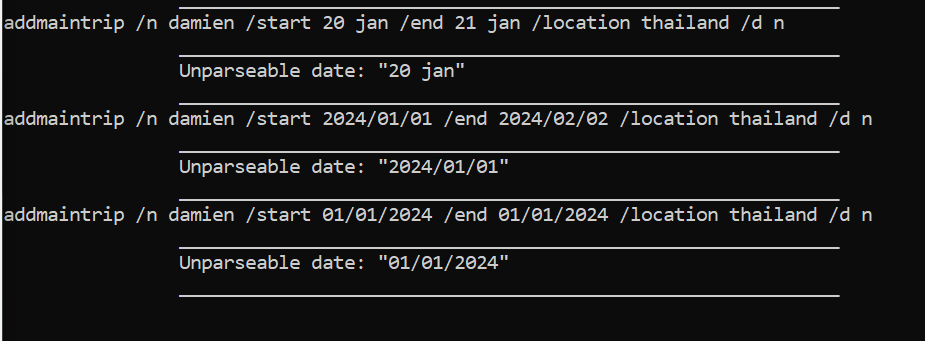 addmaintrip /n damien /start 20 jan /end 21 jan /location thailand /d n
Unparseable date: "20 jan"
addmaintrip /n damien /start 2024/01/01 /end 2024/02/02 /location thailand /d n
Unparseable date: "2024/01/01"
addmaintrip /n damien /start 01/01/2024 /end 01/01/2024 /location thailand /d n
Unparseable date: "01/01/2024"